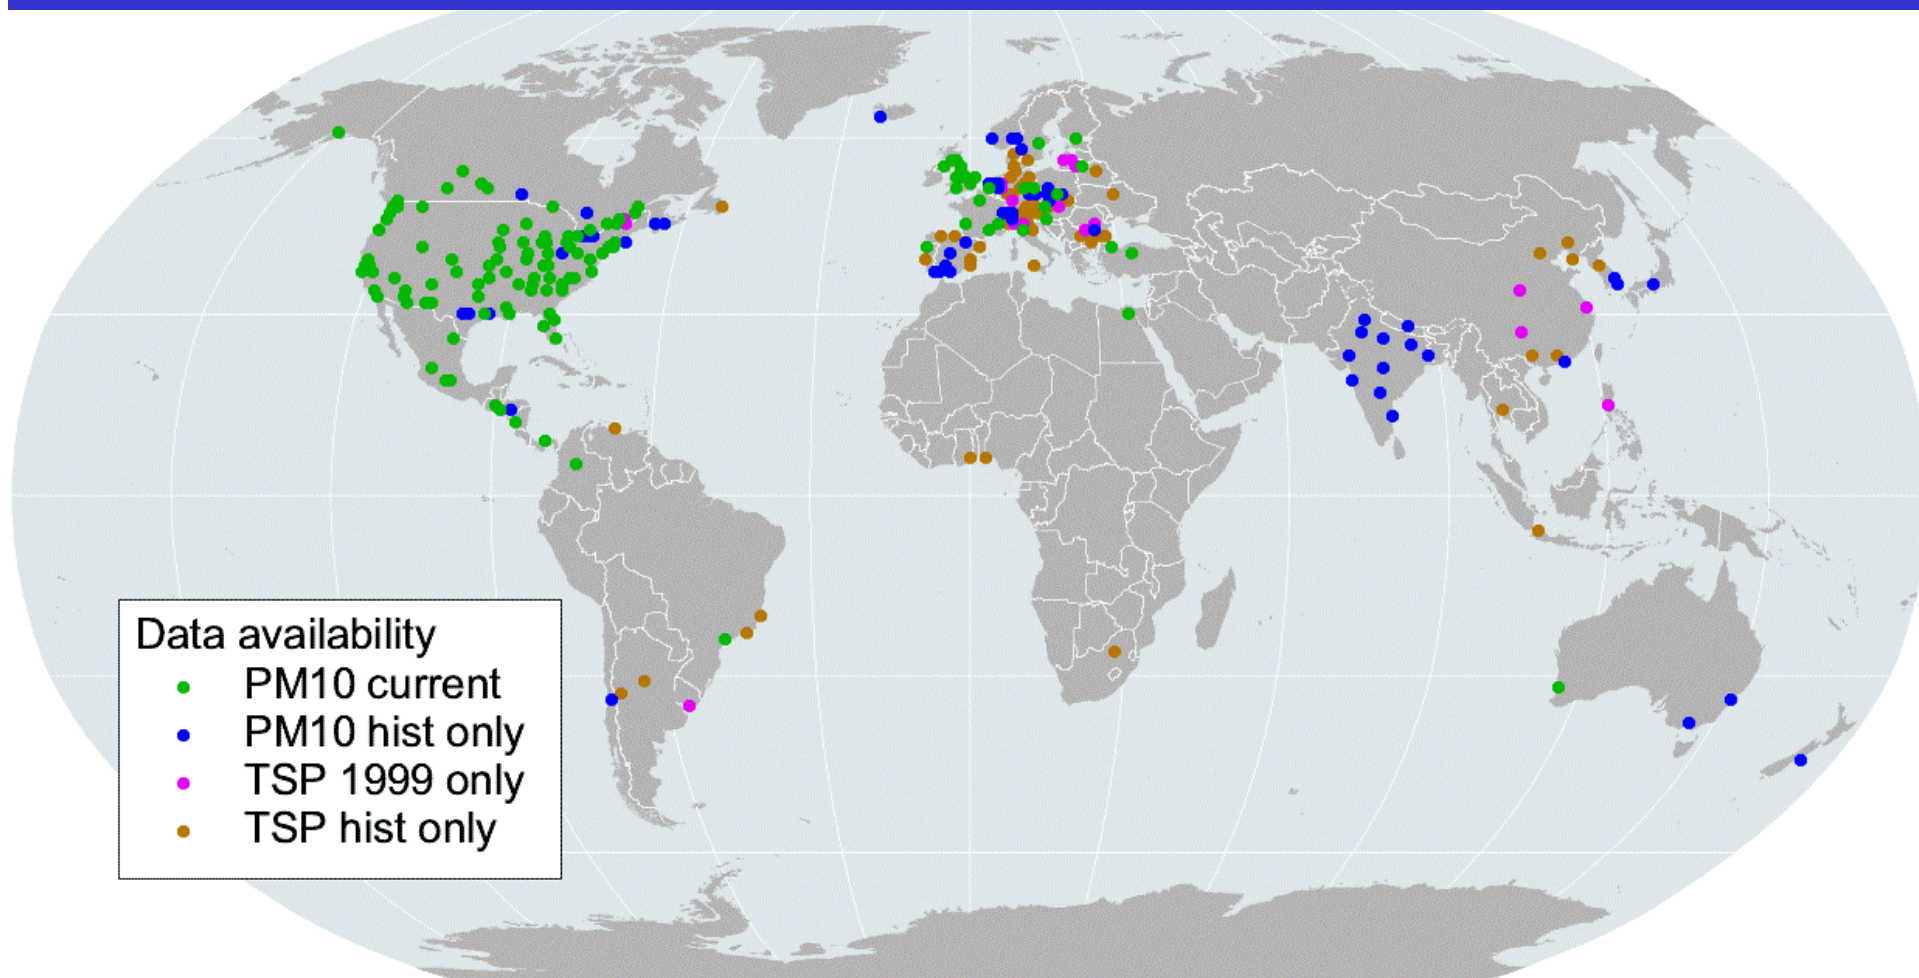 Data availability
PM10 current
PM10 hist only
TSP 1999 only
TSP hist only